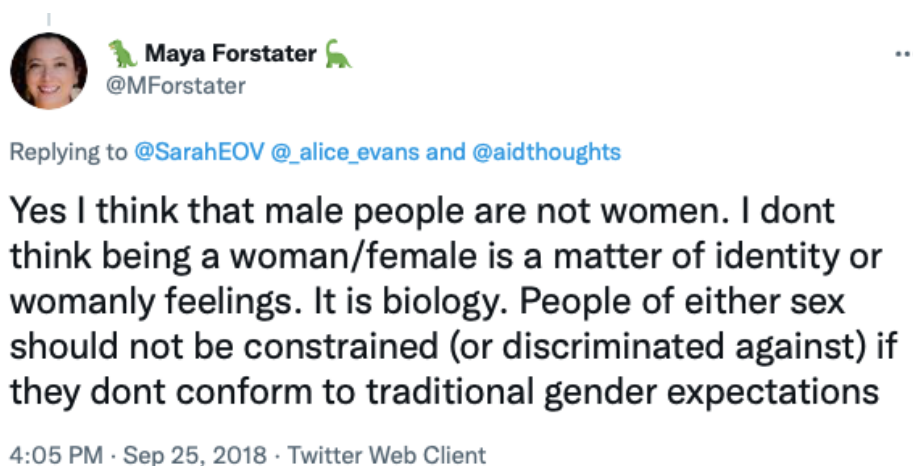 Maya Forstater
@MForstater
Replying to @SarahEOV @_alice_evans and @aidthoughts
Yes I think that male people are not women. I dont
think being a woman/female is a matter of identity or
womanly feelings. It is biology. People of either sex
should not be constrained (or discriminated against) if
they dont conform to traditional gender expectations
4:05 PM · Sep 25, 2018 · Twitter Web Client